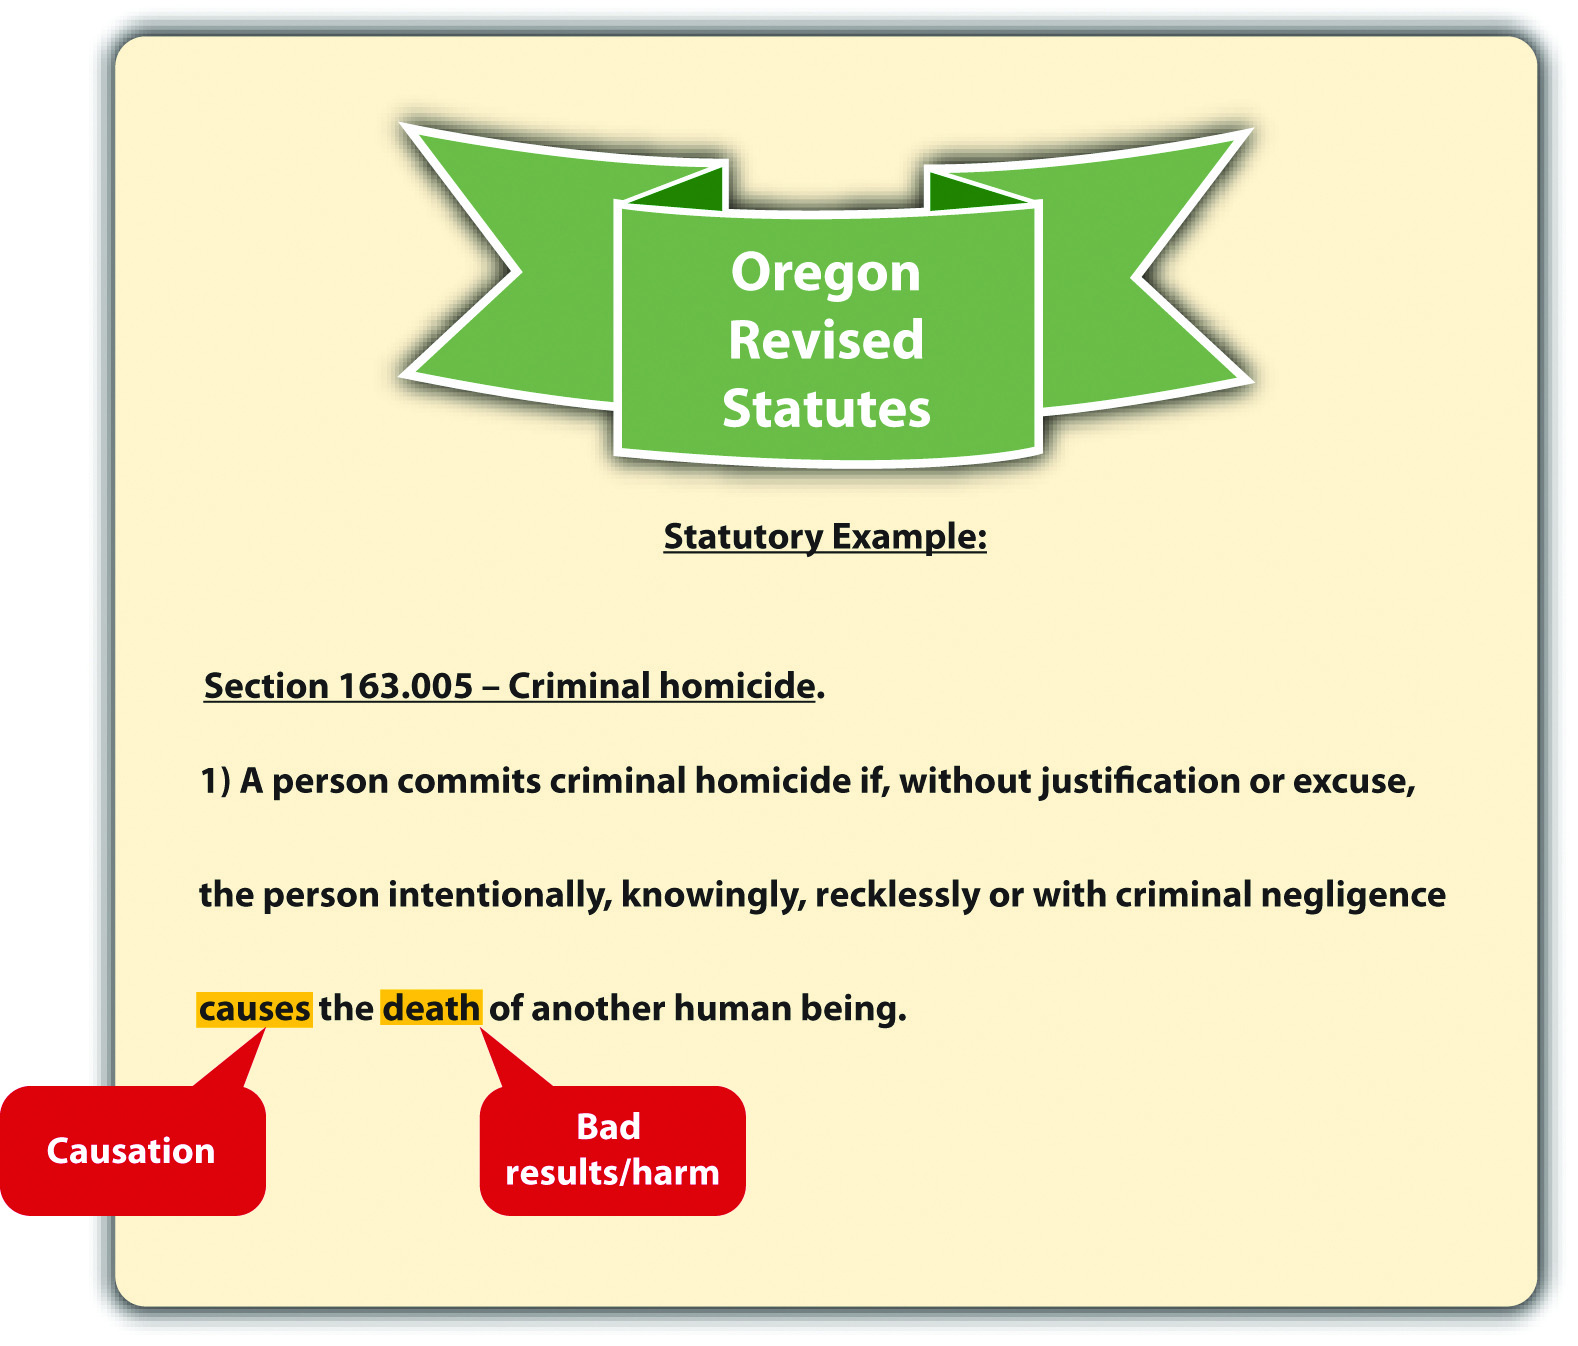 Oregon
Revised
Statutes
Statutory Example:
Section 163.005 – Criminal homicide.
1) A person commits criminal homicide if, without justification or excuse,
the person intentionally, knowingly, recklessly or with criminal negligence
causes the death of another human being.
Causation
Bad
results/harm